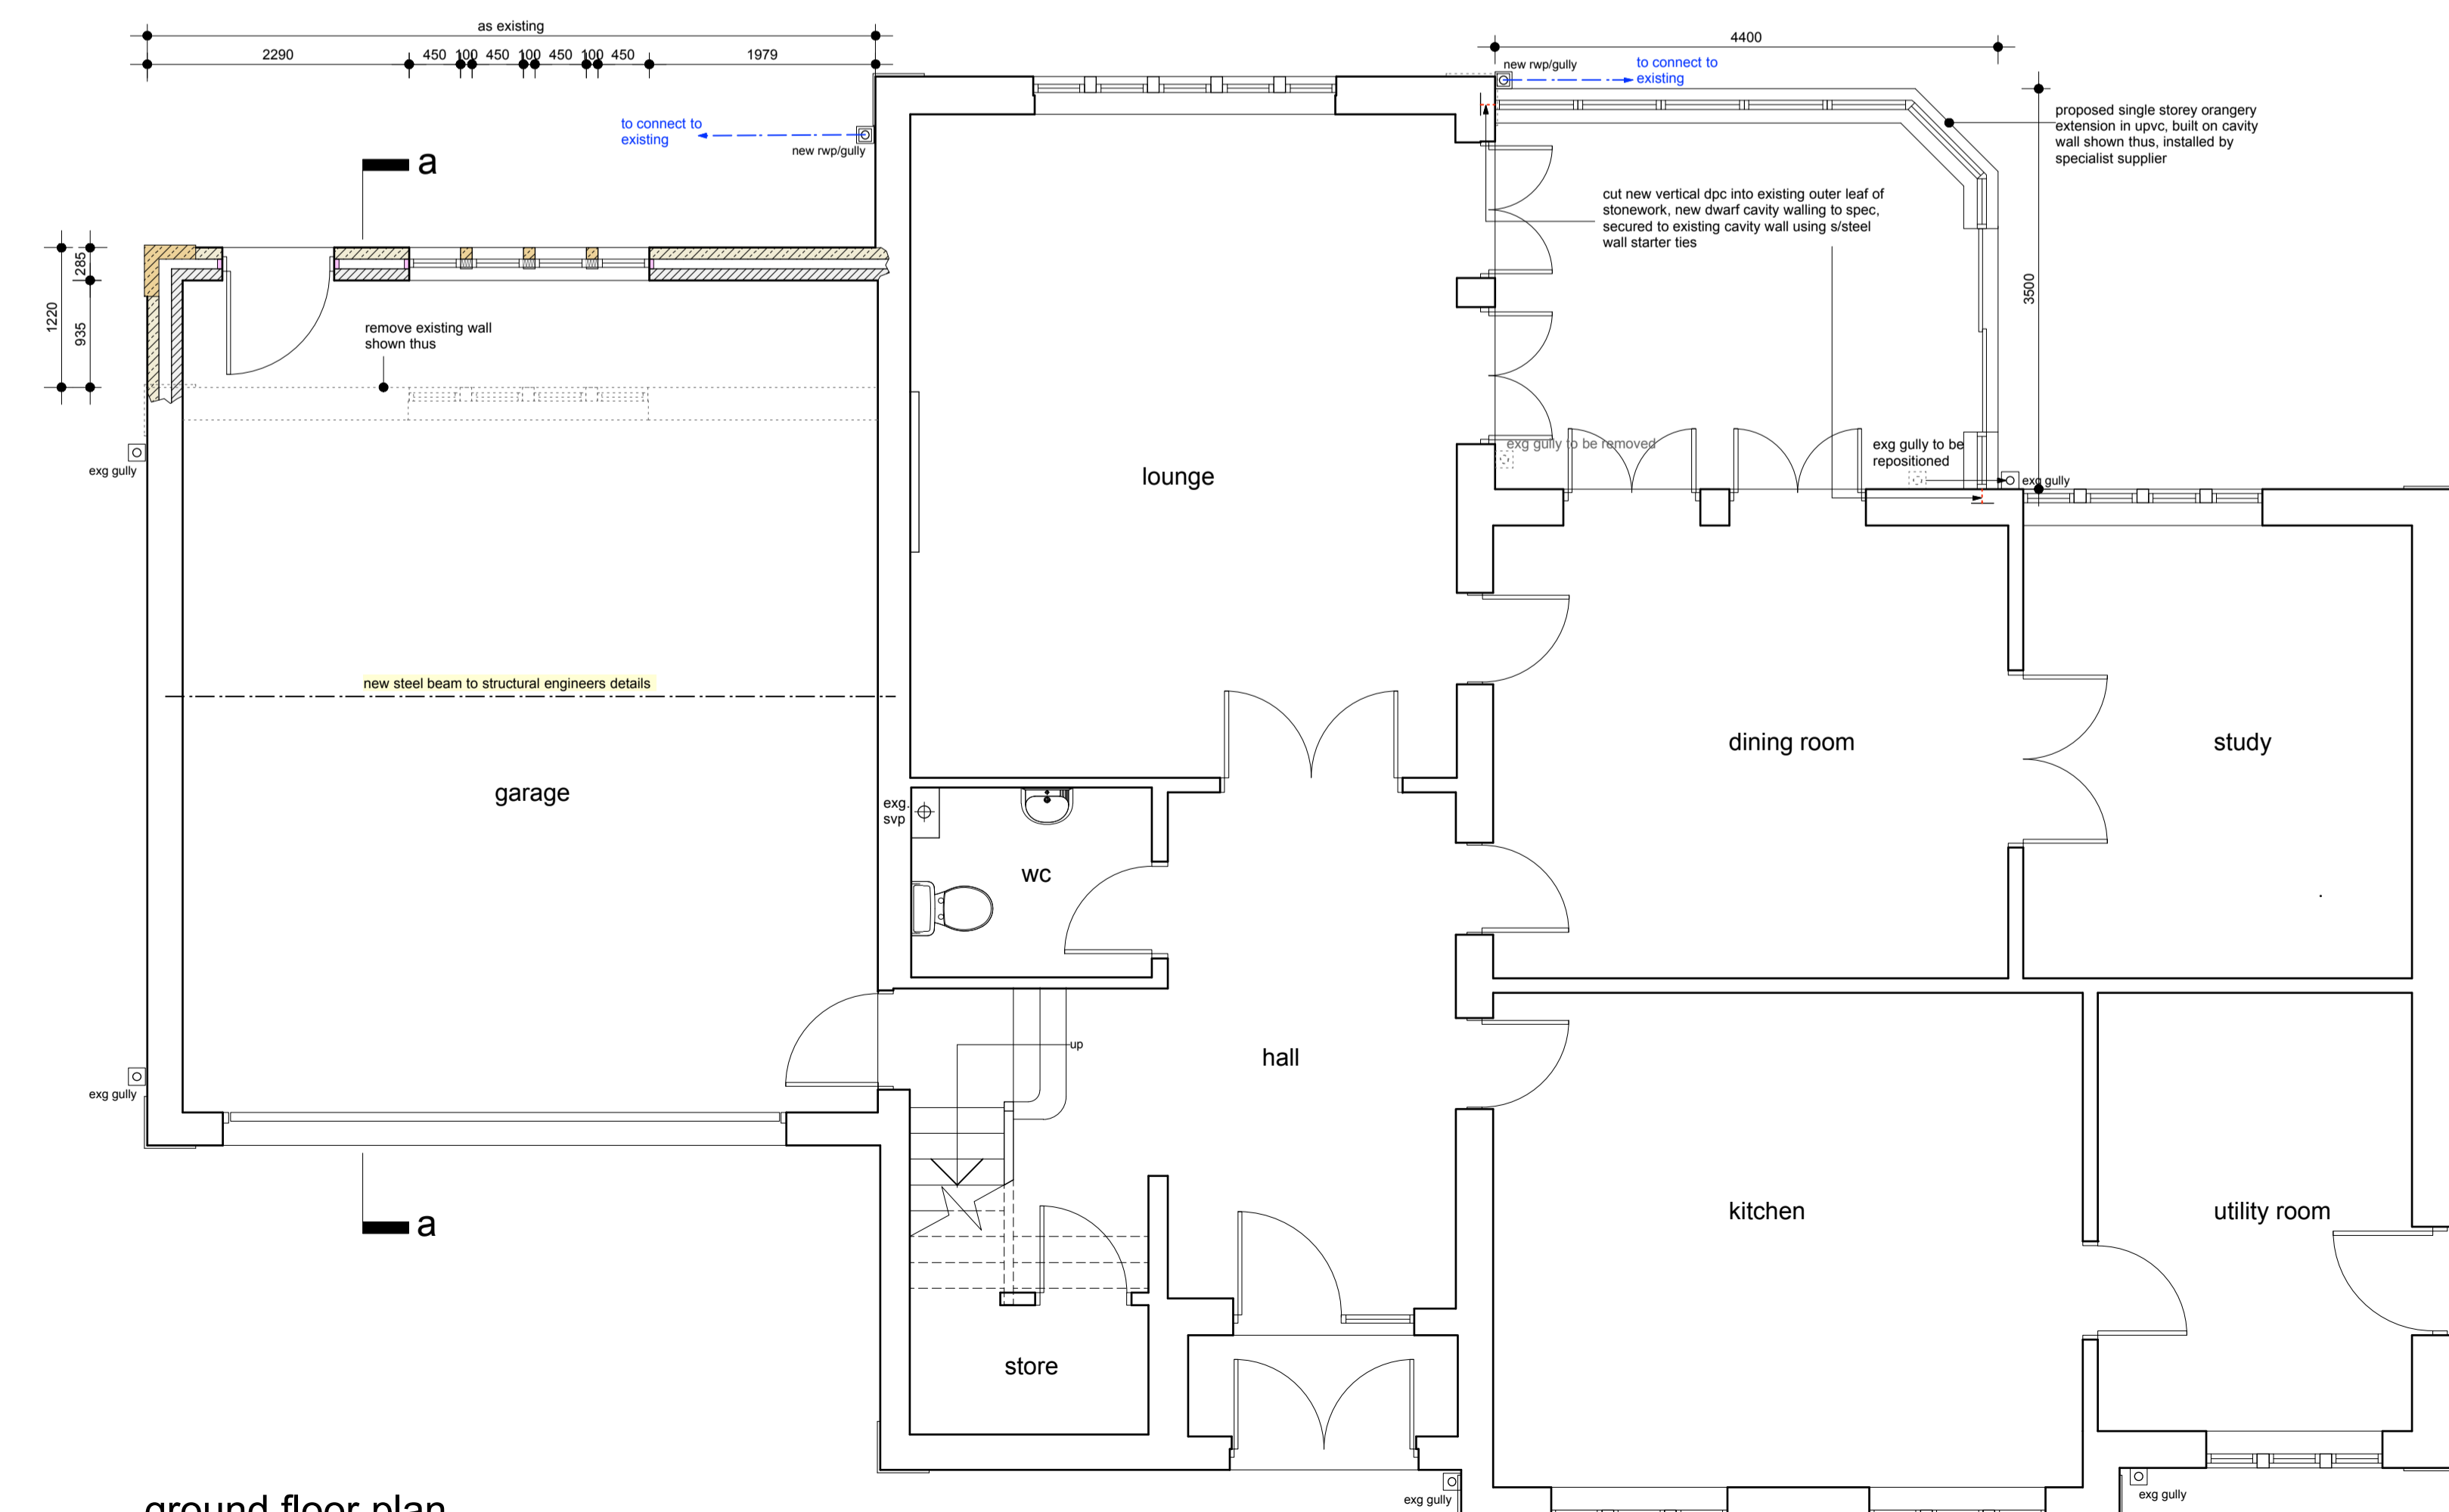 as existing
2290
450
100
450
100
450
100
450
1979
4400
new rwp/gully
to connect to
existing
to connect to
existing
new rwp/gully
proposed single storey orangery
extension in upvc, built on cavity
wall shown thus, installed by
specialist supplier
a
cut new vertical dpc into existing outer leaf of
stonework, new dwarf cavity walling to spec,
secured to existing cavity wall using s/steel
wall starter ties
285
1220
935
3500
remove existing wall
shown thus
exg gully
exg gully to be removed
exg gully to be
repositioned
exg gully
lounge
new steel beam to structural engineers details
dining room
study
garage
exg.
svp
wc
up
hall
exg gully
a
kitchen
utility room
store
exg gully
exg gully
ground floor plan